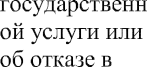 государственн
ой услуги или
об отказе в